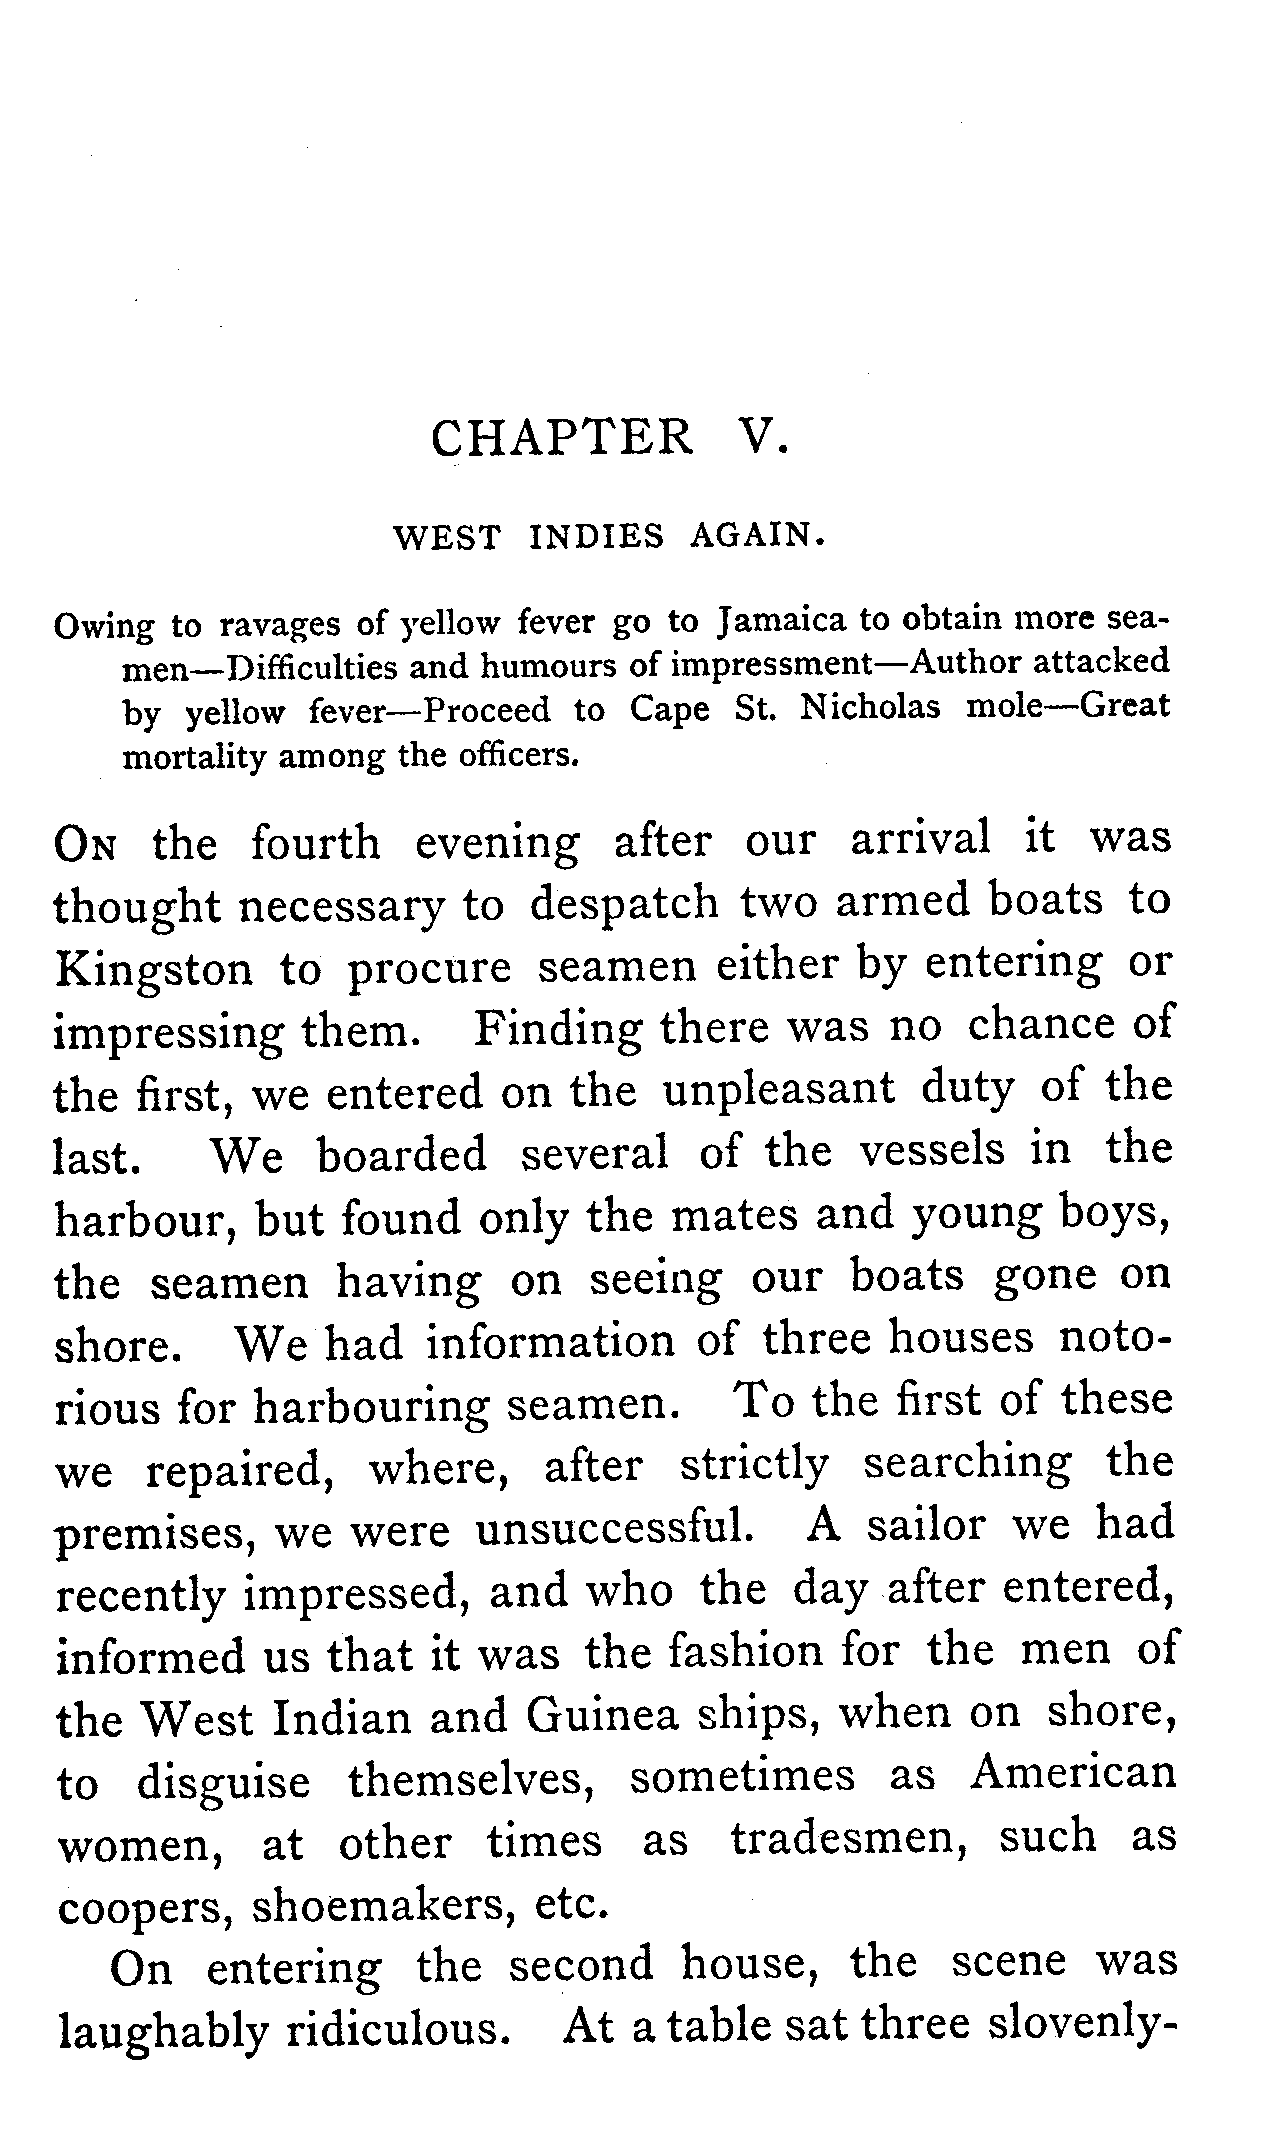 CHAPTER V.
WEST INDIES AGAIN.
Owing to ravages of yellow fever go to Jamaica to obtain more sea-
men—Difficulties and humours of impressment—Author attacked
by yellow fever—Proceed to Cape St. Nicholas mole—Great
mortality among the officers.
ON the fourth evening after our arrival it was
thought necessary to despatch two armed boats to
Kingston to procure seamen either by entering or
impressing them. Finding there was no chance of
the first, we entered on the unpleasant duty of the
last. We boarded several of the vessels in the
harbour, but found only the mates and young boys,
the seamen having on seeing our boats gone on
shore. We had information of three houses noto-
rious for harbouring seamen. To the first of these
we repaired, where, after strictly searching the
premises, we were unsuccessful. A sailor we had
recently impressed, and who the day after entered,
informed us that it was the fashion for the men of
the West Indian and Guinea ships, when on shore,
to disguise themselves, sometimes as American
women, at other times as tradesmen, such as
coopers, shoemakers, etc.
On entering the second house, the scene was
laughably ridiculous. At a table sat three slovenly-